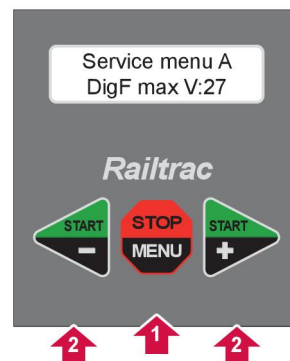 Service menu A
DigF max V:27
Railtrac
START
STOP
START
-
MENU
+
2
1
2